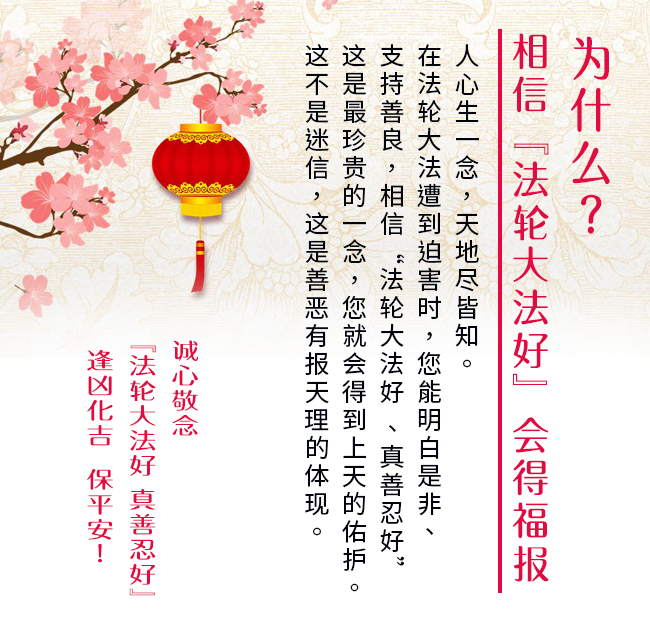 为什么？
相信『法轮大法好』会得福报
人心生一念，天地尽皆知。
在法轮大法遭到迫害时，您能明白是非、
支持善良，相信“法轮大法好、真善忍好”
这是最珍贵的一念，您就会得到上天的佑护。
这不是迷信，这是善恶有报天理的体现。
诚心敬念
『法轮大法好 真善忍好』
逢凶化吉 保平安！